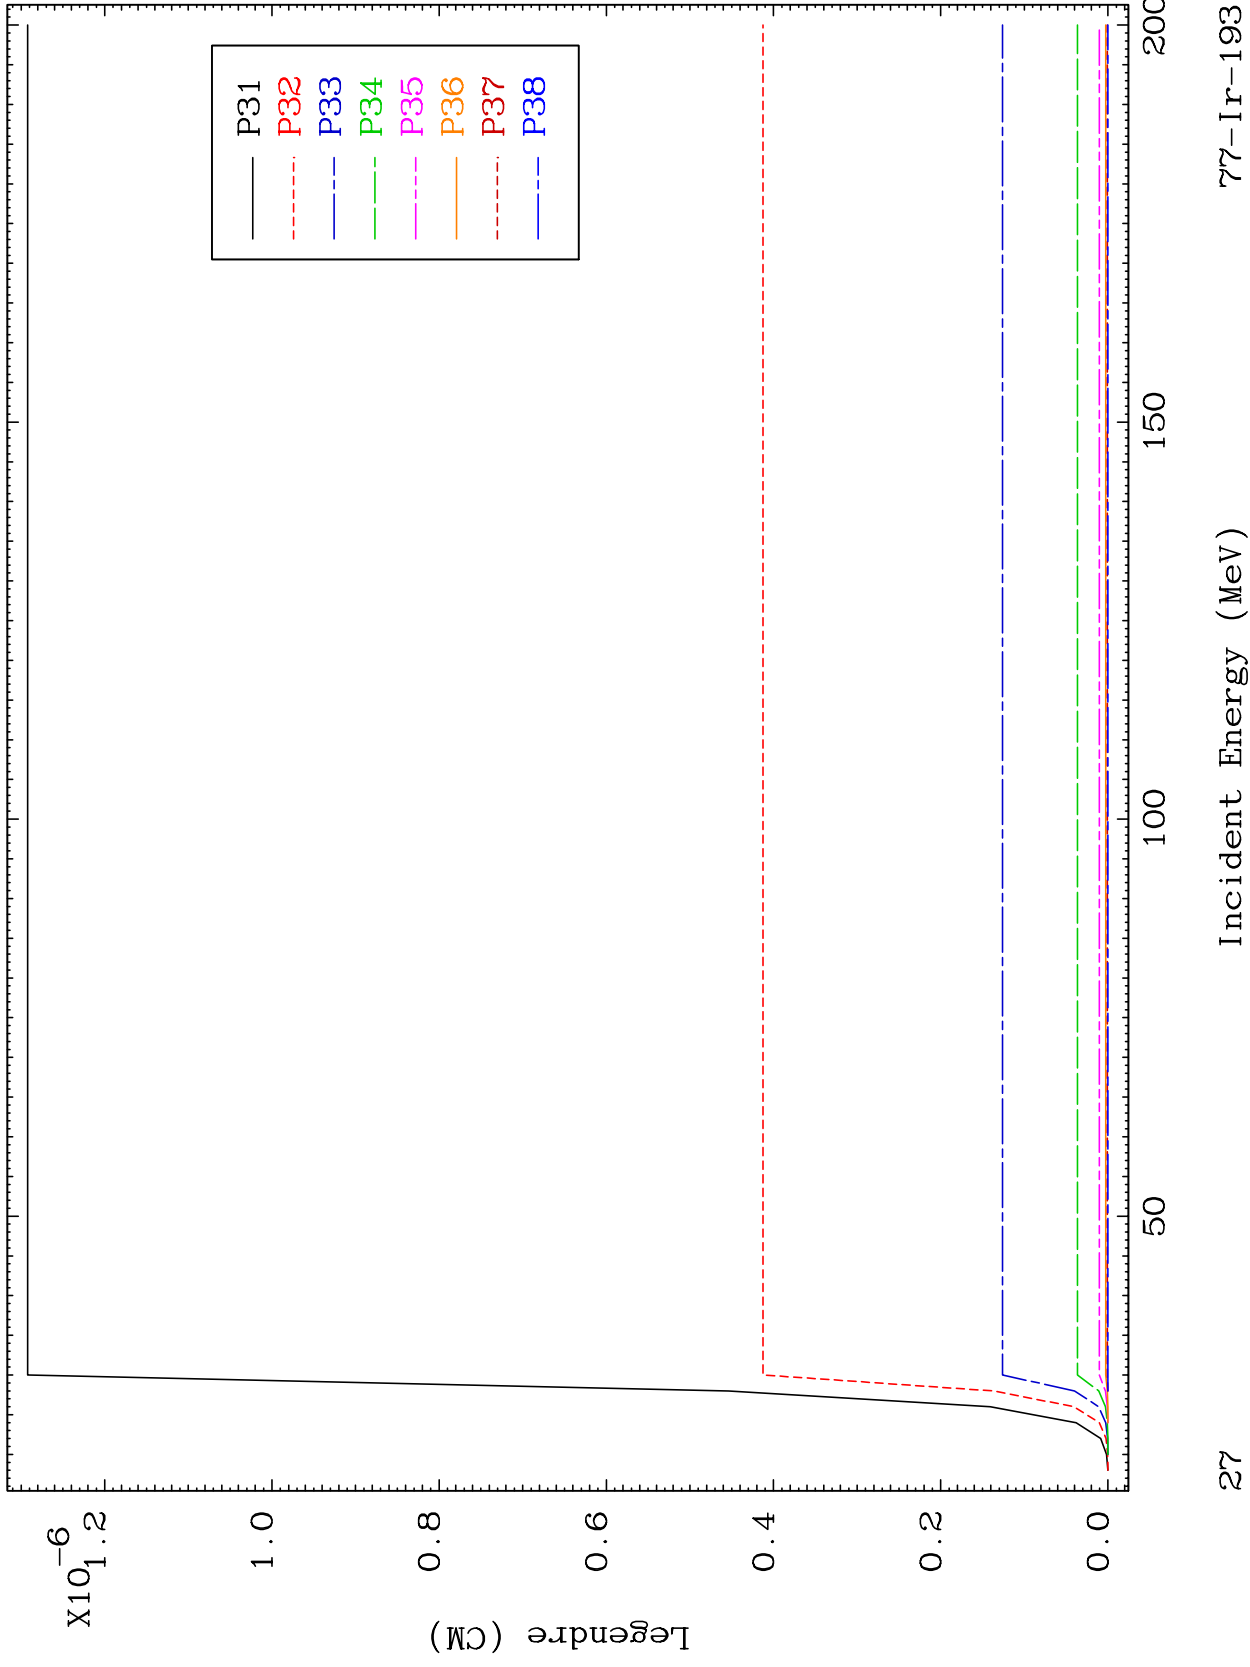 X10-6
1.2
1.0
0.8
0.6
0.4
0.2
0.0
Legendre (CM)
P31
P32
P33
P34
P35
P36
P37
P38
50
100
150
200
27
Incident Energy (MeV)
77-Ir-193